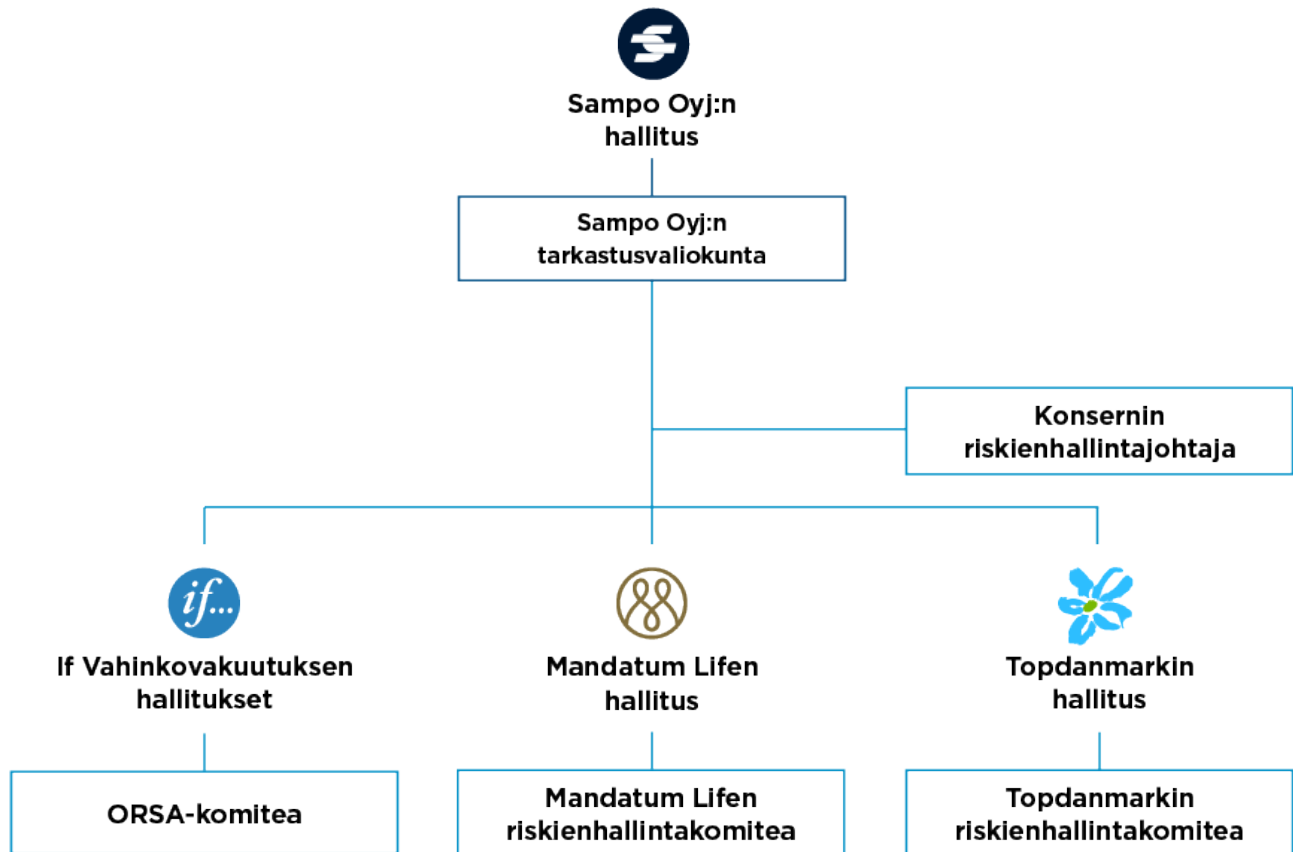 Sampo Oyj:n
hallitus
Sampo Oyj:n
tarkastusvaliokunta
Konsernin
riskienhallintajohtaja
if...
If Vahinkovakuutuksen
hallitukset
Mandatum Lifen
hallitus
Topdanmarkin
hallitus
ORSA-komitea
Mandatum Lifen
riskienhallintakomitea
Topdanmarkin
riskienhallintakomitea